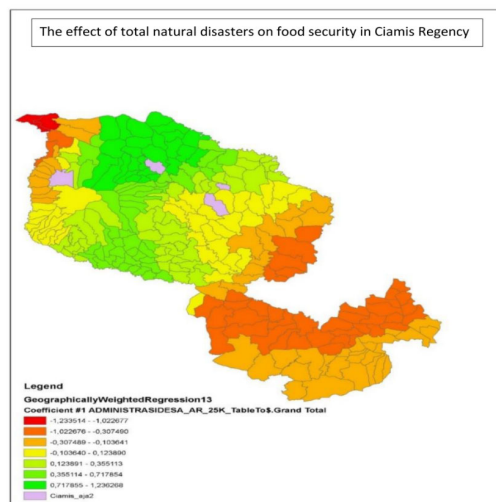 The effect of total natural disasters on food security in Ciamis Regency
Legend
GeographicallyWeightedRegression13
Coefficient #1 ADMINISTRASIDESA_AR_25K_TableTo$.Grand Total
-1,233514 - -1,022677
-1,022676 - -0,307490
-0,307489 - -0,103641
-0,103640 - 0,123890
0,123891 - 0,355113
0,355114 - 0,717854
0,717855 - 1,236268
Ciamis_aja2